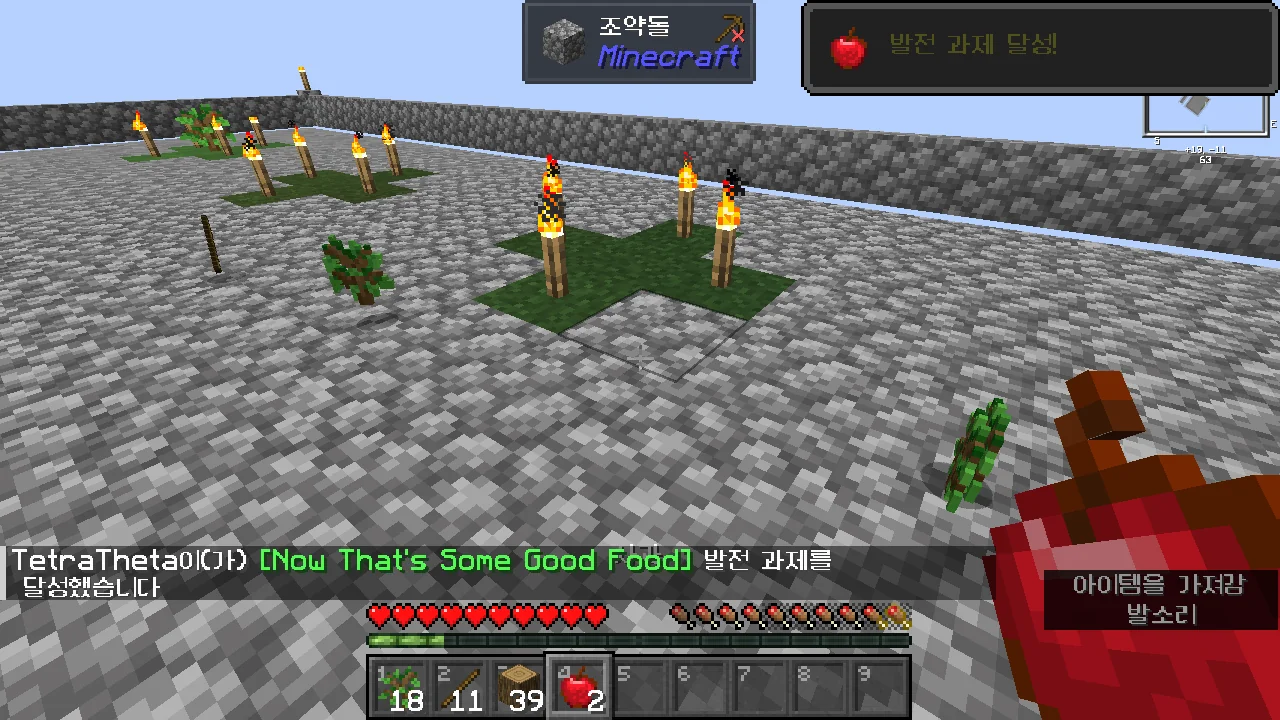 조약돌
Minecraft
발전 과제 달성!
S
E
+13 -11
63
TetraTheta이(가) [Now That's Some Good Food] 발전 과제를
달성했습니다
아이템을 가져감
발소리
1 2 4 5 6 7 8 9
18 11 39 2